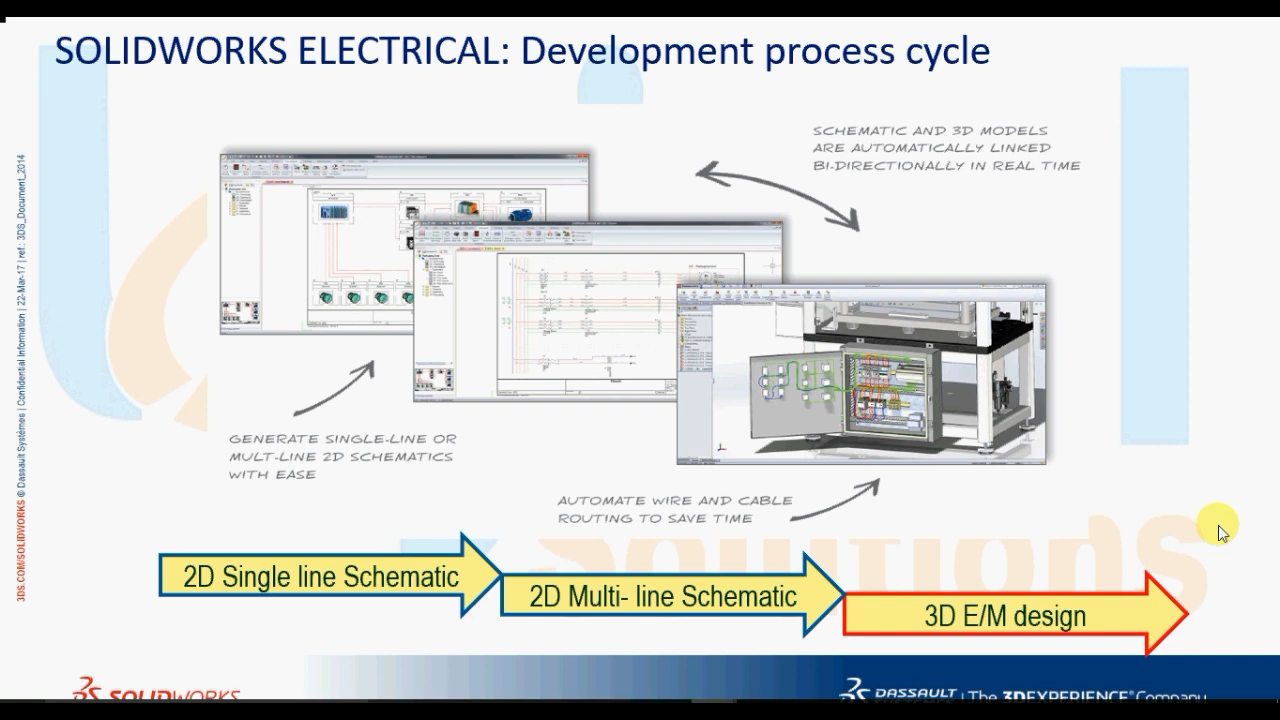 SOLIDWORKS ELECTRICAL: Development process cycle
SCHEMATIC AND 3D MODELS
ARE AUTOMATICALLY LINKED
BI-DIRECTIONALLY IN REAL TIME
GENERATE SINGLE-LINE OR
MULT-LINE 2D SCHEMATICS
WITH EASE
AUTOMATE WIRE AND CABLE
ROUTING TO SAVE TIME
2D Single line Schematic
2D Multi- line Schematic
3D E/M design
3DS.COM/SOLIDWORKS © Dassault Systèmes | Confidential Information | 22-Mar-17 | ref.: 3DS_Document_2014
solutions
SOLIDWORKS
DASSAULT SYSTEMES | The 3DEXPERIENCE® Company